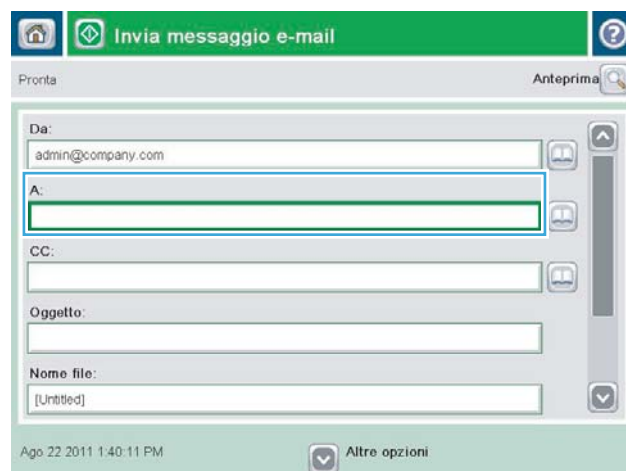 Invia messaggio e-mail
Pronta
Anteprima
Da:
admin@company.com
A:
CC:
Oggetto:
Nome file:
[Untitled]
Ago 22 2011 1:40:11 PM
Altre opzioni